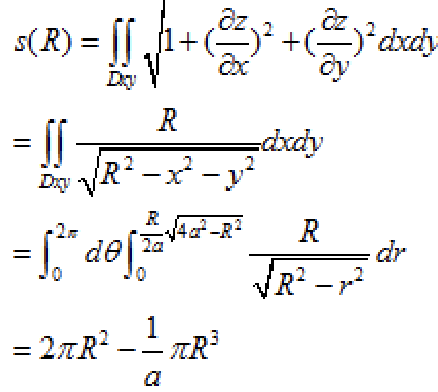 s(R) = ∬_{Dxy} √(1 + (∂z/∂x)² + (∂z/∂y)²) dxdy
= ∬_{Dxy} R/√(R² − x² − y²) dxdy
= ∫₀^{2π} dθ ∫₀^{(R/2a)√(4a²−R²)} R/√(R² − r²) dr
= 2πR² − (1/a)πR³